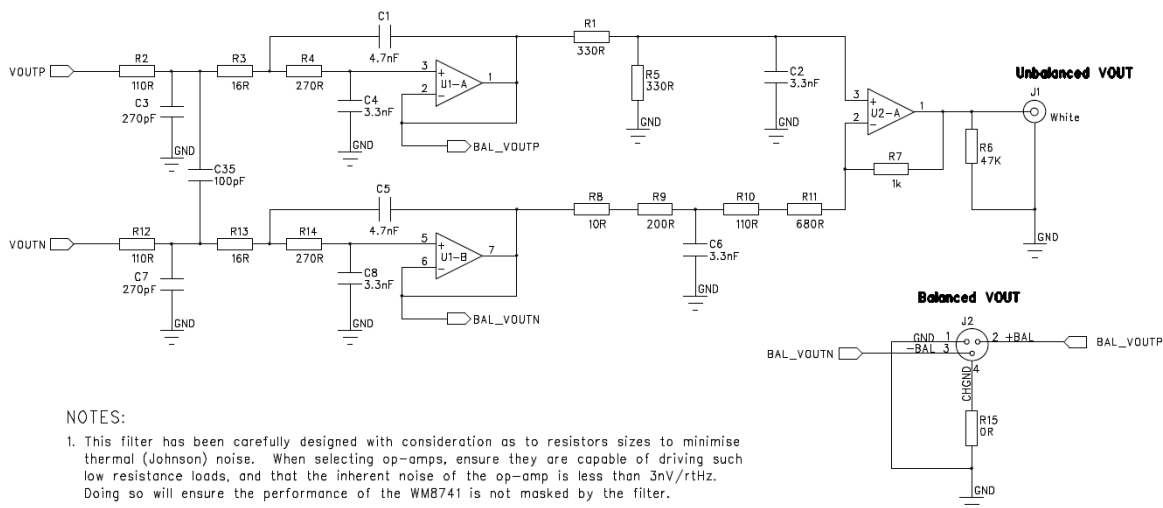 C1
4.7nF
R1
330R
VOUTP
R2
110R
R3
16R
R4
270R
3
+
2
−
U1-A
1
R5
330R
C2
3.3nF
C3
270pF
C4
3.3nF
GND
GND
GND
GND
BAL_VOUTP
3
+
2
−
U2-A
1
Unbalanced VOUT
J1
White
R6
47K
R7
1k
GND
C35
100pF
C5
4.7nF
VOUTN
R12
110R
R13
16R
R14
270R
5
+
6
−
U1-B
7
R8
10R
R9
200R
R10
110R
R11
680R
C7
270pF
C8
3.3nF
C6
3.3nF
GND
GND
GND
BAL_VOUTN
Balanced VOUT
J2
GND 1
2 +BAL
BAL_VOUTP
BAL_VOUTN
-BAL 3
4
CHGND
R15
0R
GND
NOTES:
1. This filter has been carefully designed with consideration as to resistors sizes to minimise
thermal (Johnson) noise. When selecting op-amps, ensure they are capable of driving such
low resistance loads, and that the inherent noise of the op-amp is less than 3nV/rtHz.
Doing so will ensure the performance of the WM8741 is not masked by the filter.